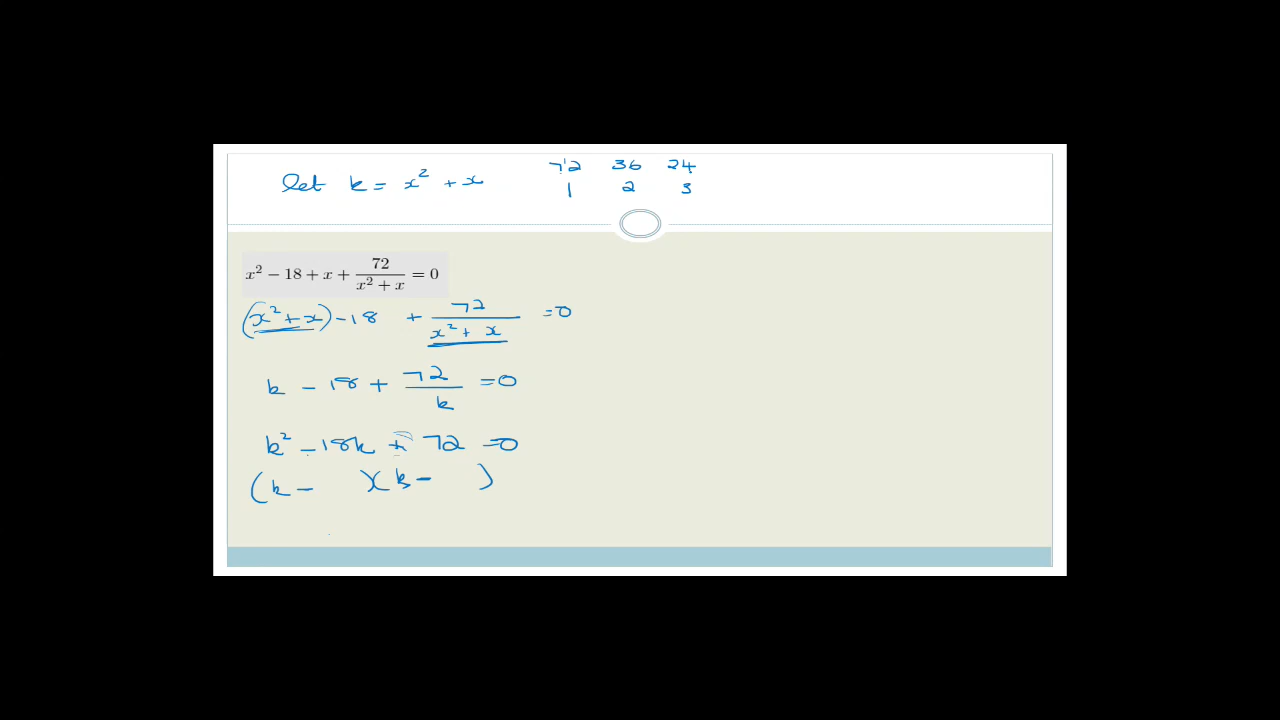 72 36 24
let k = x² + x 1 2 3
x² − 18 + x + 72/(x² + x) = 0
(x² + x) − 18 + 72/(x² + x) = 0
k − 18 + 72/k = 0
k² − 18k + 72 = 0
(k − )(k − )